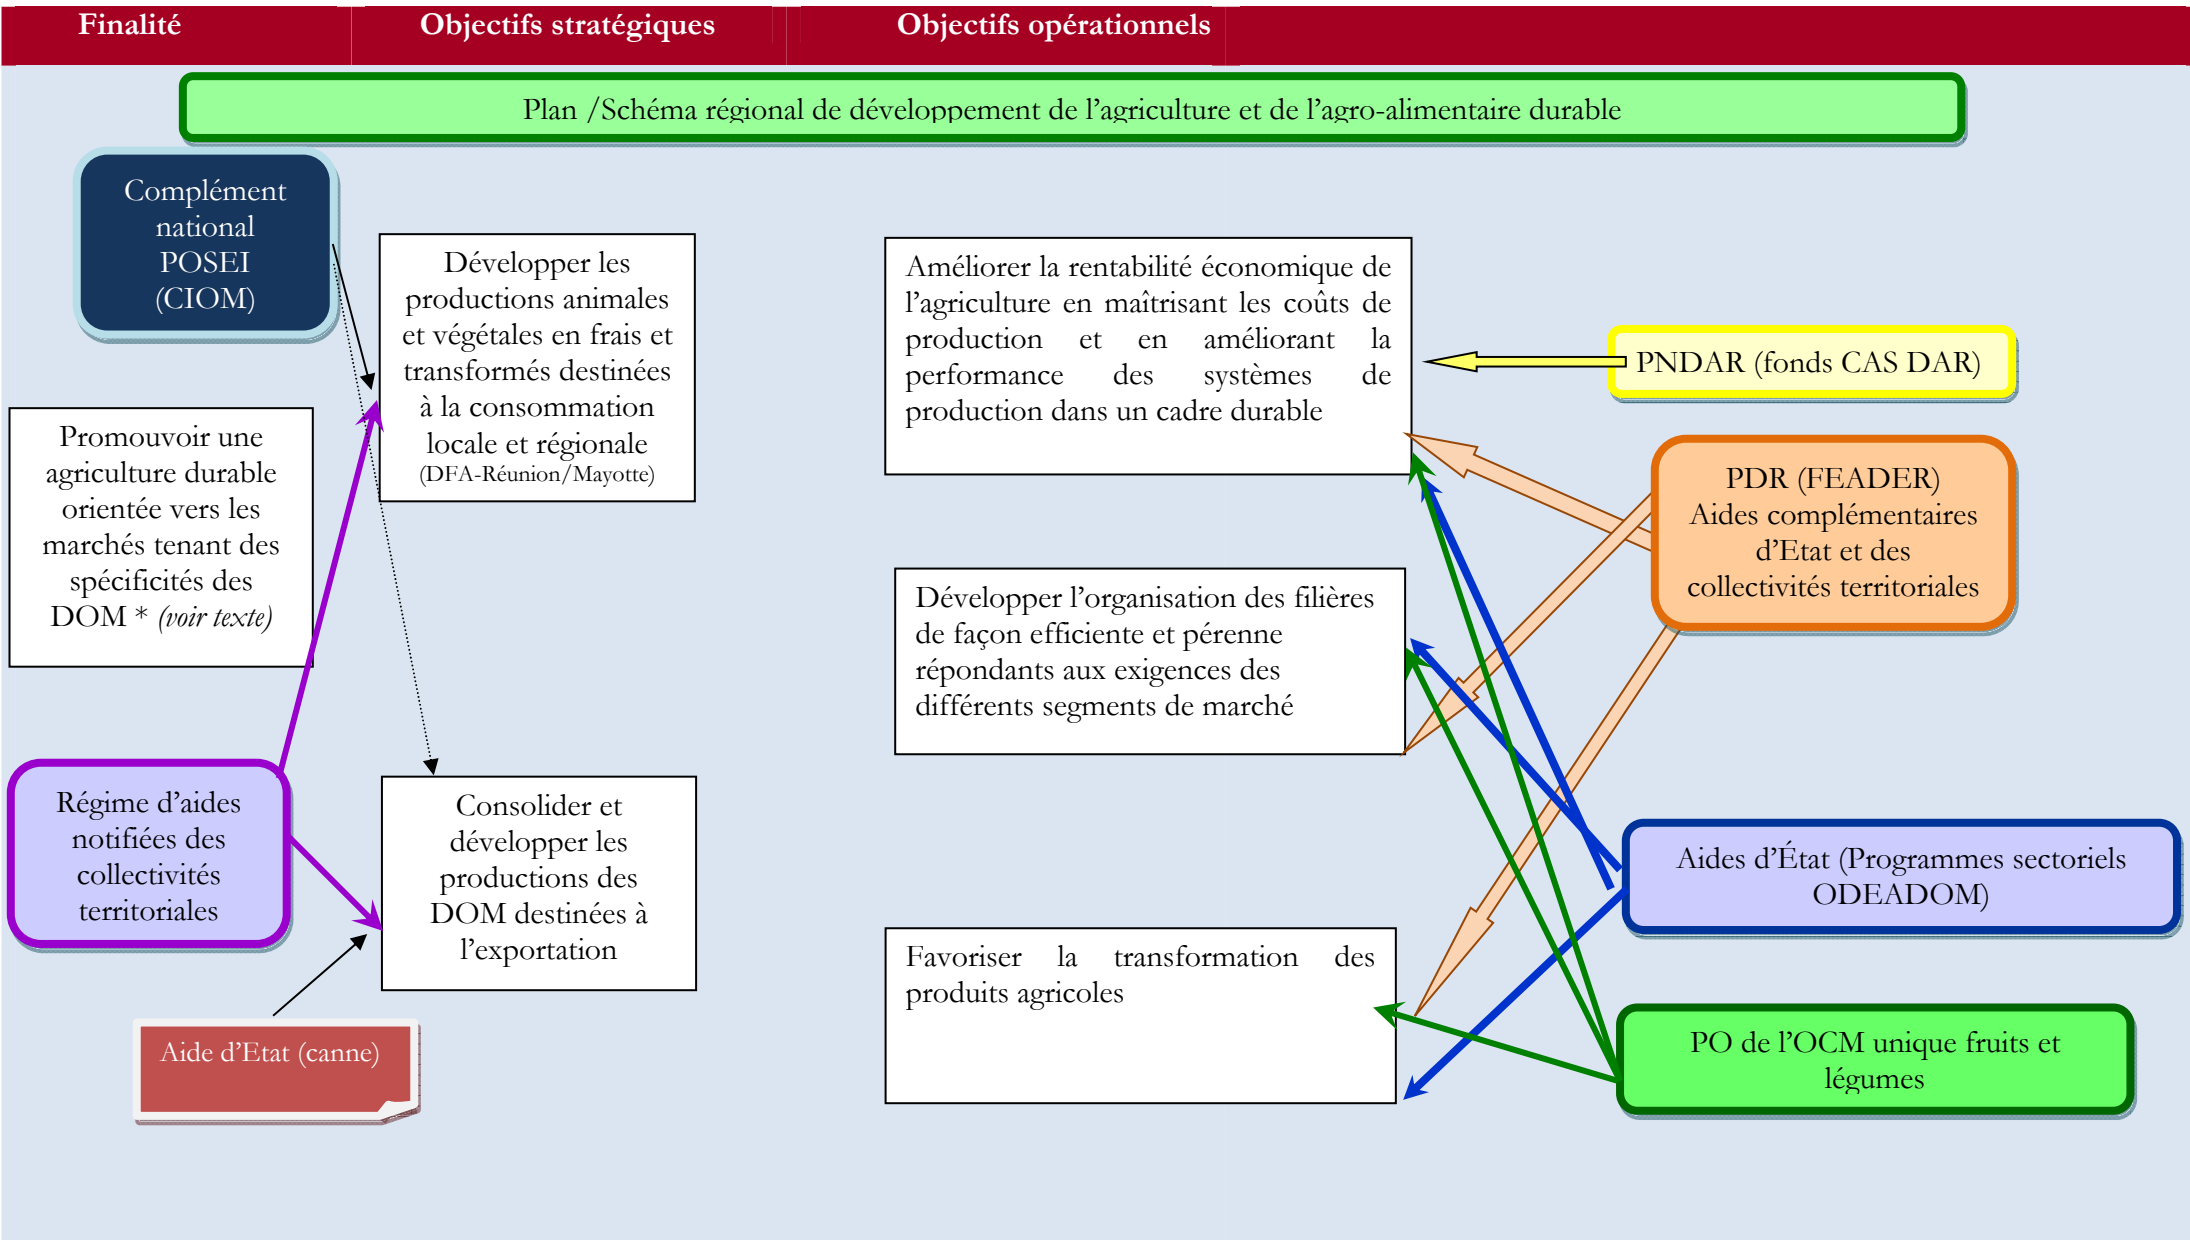 Finalité
Objectifs stratégiques
Objectifs opérationnels
Plan /Schéma régional de développement de l’agriculture et de l’agro-alimentaire durable
Complément
national
POSEI
(CIOM)
Promouvoir une
agriculture durable
orientée vers les
marchés tenant des
spécificités des
DOM * (voir texte)
Régime d’aides
notifiées des
collectivités
territoriales
Aide d’Etat (canne)
Développer les
productions animales
et végétales en frais et
transformés destinées
à la consommation
locale et régionale
(DFA-Réunion/Mayotte)
Consolider et
développer les
productions des
DOM destinées à
l’exportation
Améliorer la rentabilité économique de
l’agriculture en maîtrisant les coûts de
production et en améliorant la
performance des systèmes de
production dans un cadre durable
Développer l’organisation des filières
de façon efficiente et pérenne
répondants aux exigences des
différents segments de marché
Favoriser la transformation des
produits agricoles
PNDAR (fonds CAS DAR)
PDR (FEADER)
Aides complémentaires
d’Etat et des
collectivités territoriales
Aides d’État (Programmes sectoriels
ODEADOM)
PO de l’OCM unique fruits et
légumes